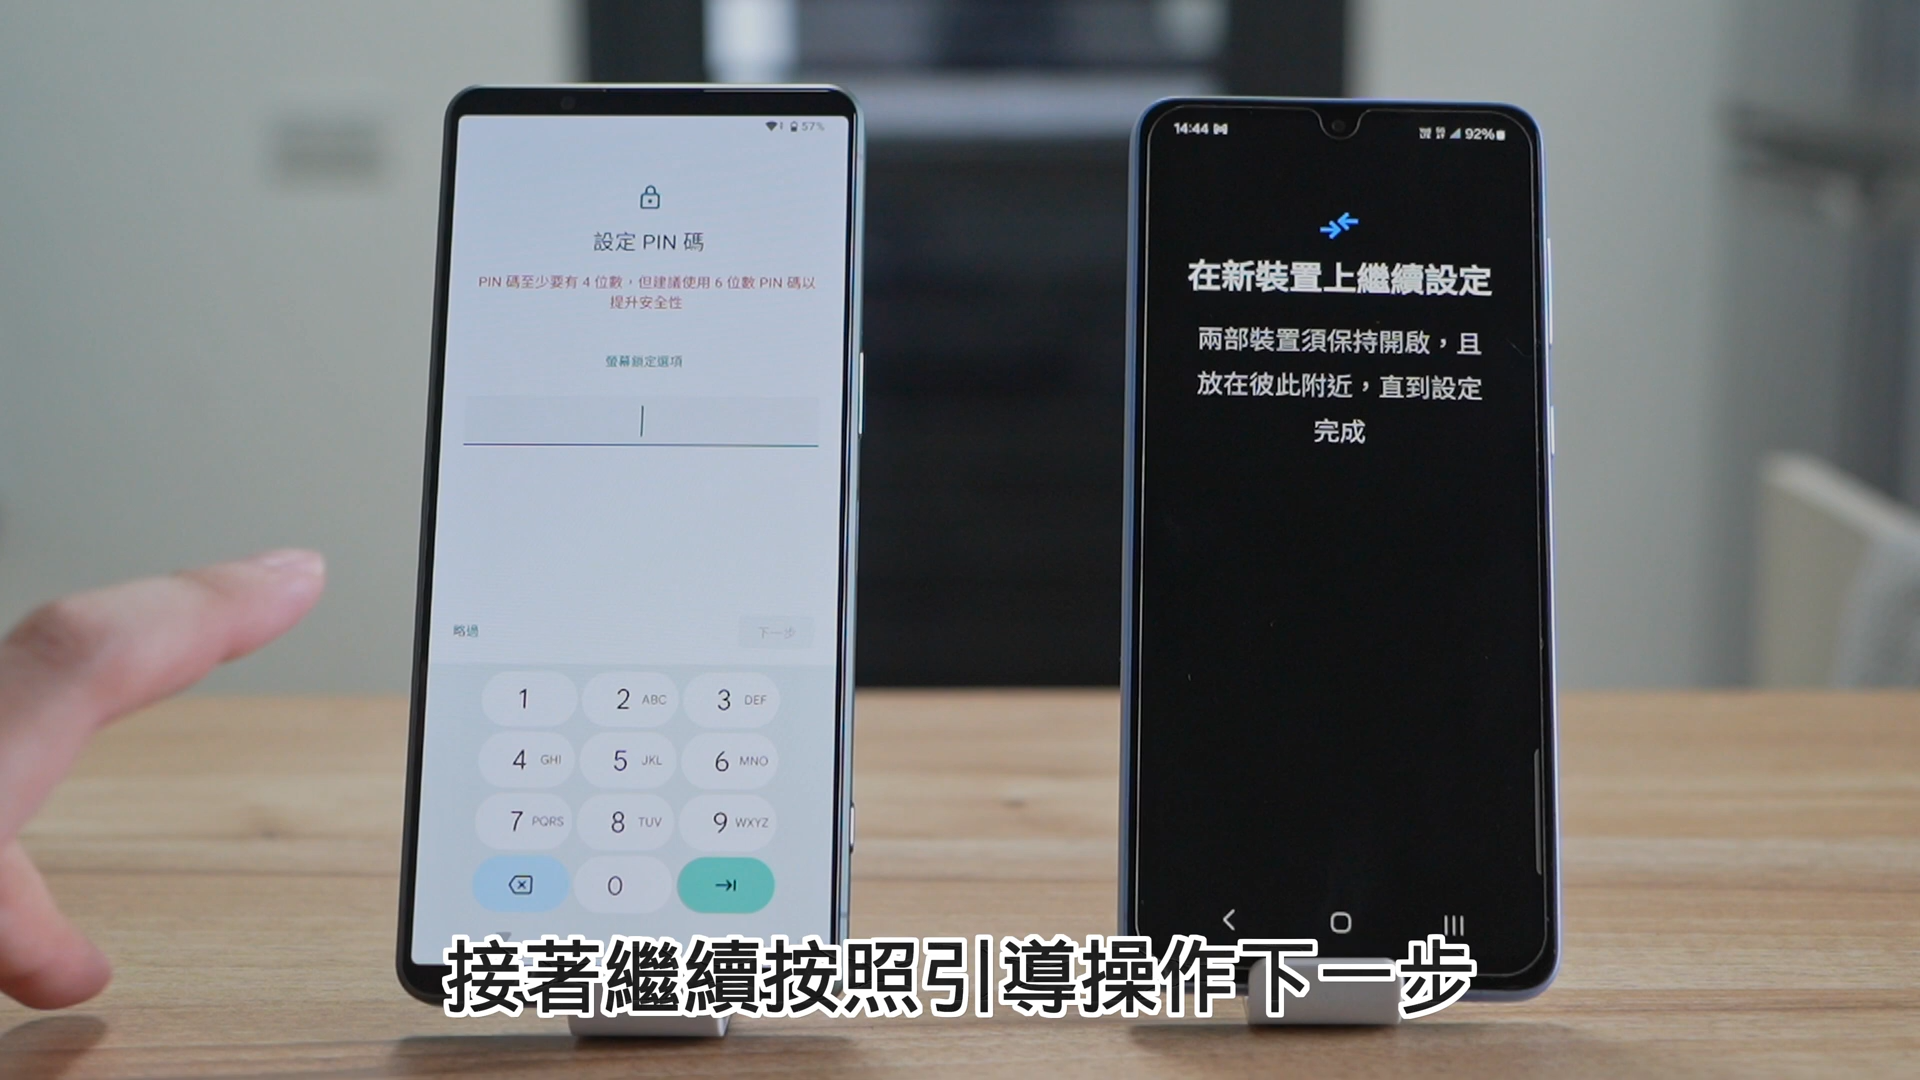 57%
設定 PIN 碼
PIN 碼至少要有 4 位數，但建議使用 6 位數 PIN 碼以
提升安全性
螢幕鎖定選項
略過
下一步
1
2 ABC
3 DEF
4 GHI
5 JKL
6 MNO
7 PQRS
8 TUV
9 WXYZ
0
14:44
92%
在新裝置上繼續設定
兩部裝置須保持開啟，且
放在彼此附近，直到設定
完成
接著繼續按照引導操作下一步